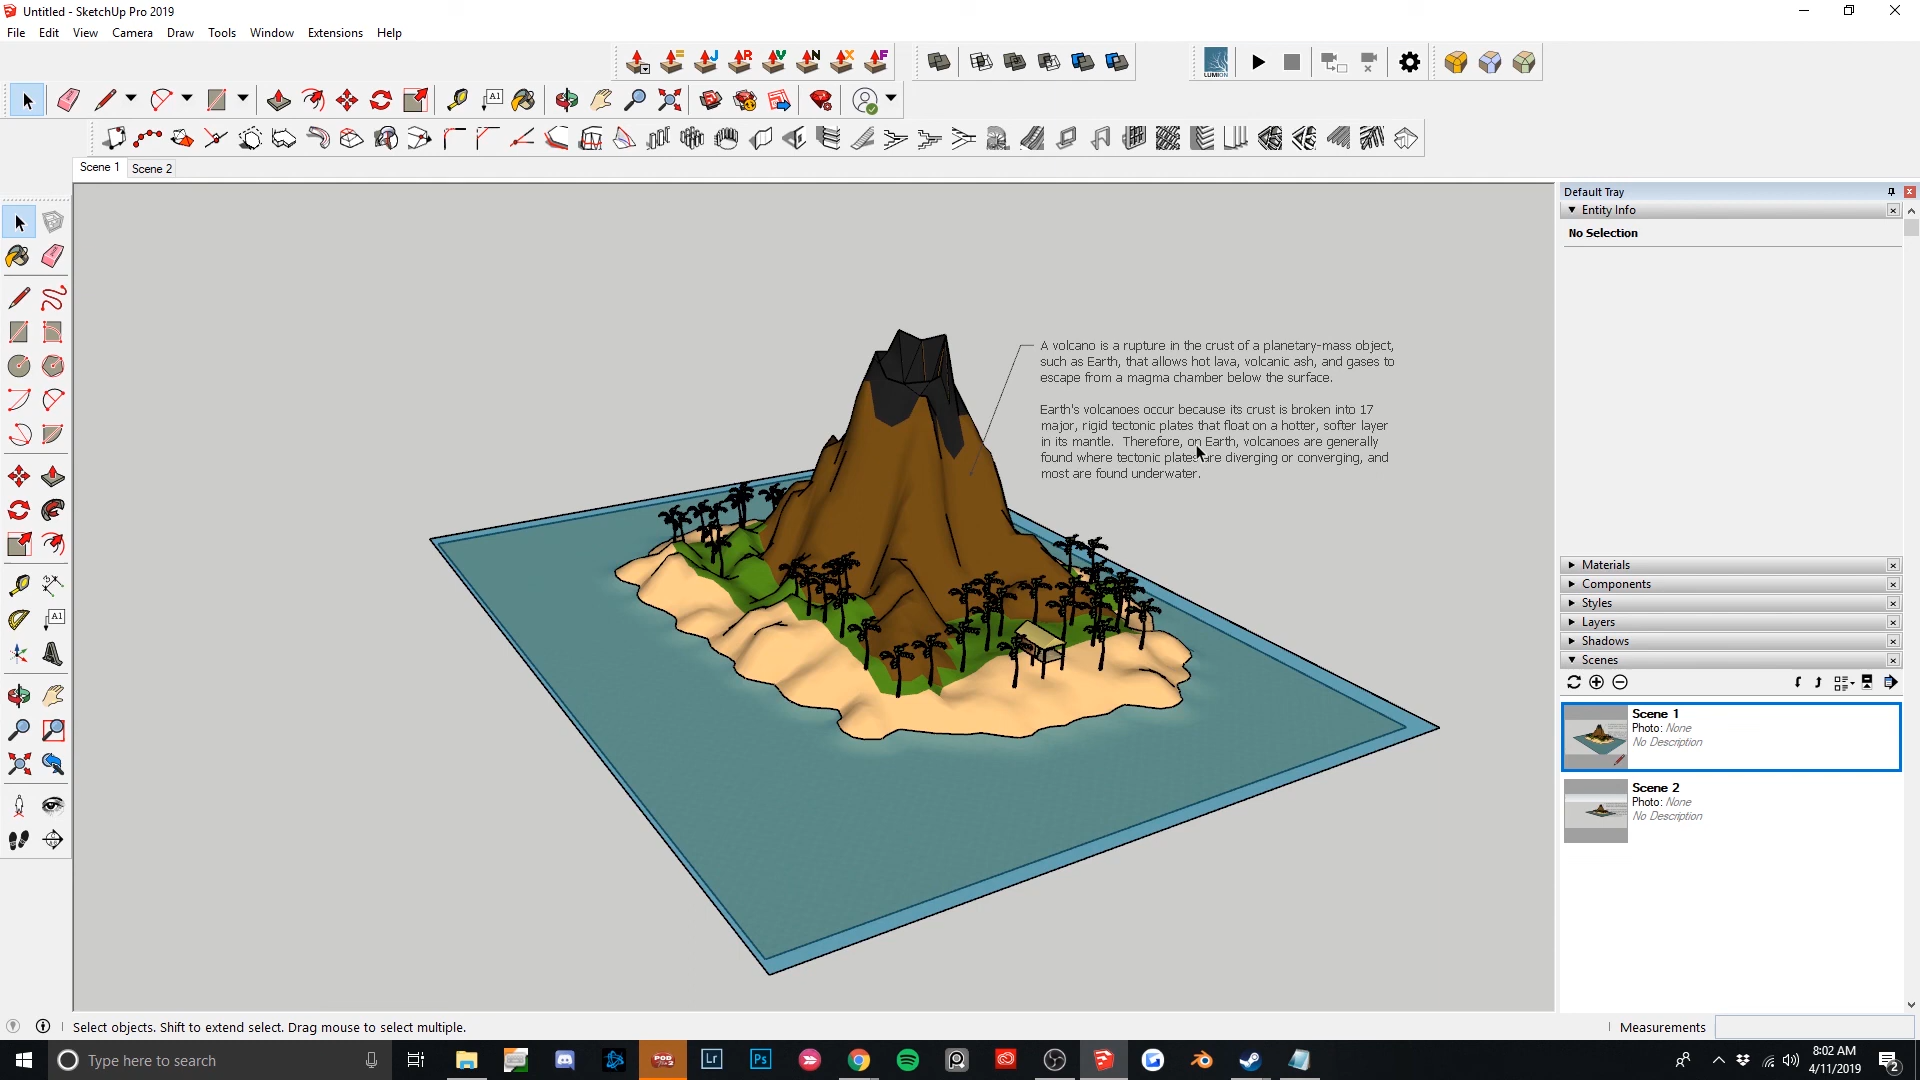 Untitled - SketchUp Pro 2019
File Edit View Camera Draw Tools Window Extensions Help
J R V N X F
LUMION
A1
Scene 1 Scene 2
Default Tray
Entity Info
No Selection
A volcano is a rupture in the crust of a planetary-mass object,
such as Earth, that allows hot lava, volcanic ash, and gases to
escape from a magma chamber below the surface.
Earth's volcanoes occur because its crust is broken into 17
major, rigid tectonic plates that float on a hotter, softer layer
in its mantle. Therefore, on Earth, volcanoes are generally
found where tectonic plates are diverging or converging, and
most are found underwater.
A1
Materials
Components
Styles
Layers
Shadows
Scenes
Scene 1
Photo: None
No Description
Scene 2
Photo: None
No Description
Select objects. Shift to extend select. Drag mouse to select multiple.
Measurements
Type here to search
Lr
Ps
8:02 AM
4/11/2019
2